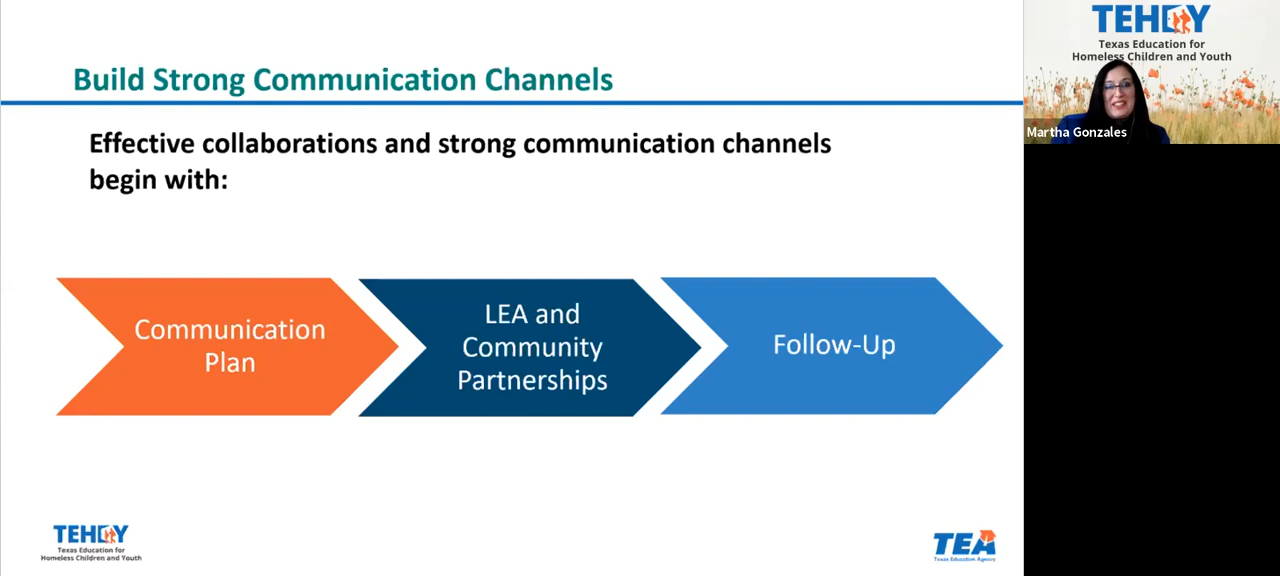 Build Strong Communication Channels
Effective collaborations and strong communication channels
begin with:
Communication
Plan
LEA and
Community
Partnerships
Follow-Up
TEHCY
Texas Education for
Homeless Children and Youth
TEA
Texas Education Agency
TEHCY
Texas Education for
Homeless Children and Youth
Martha Gonzales